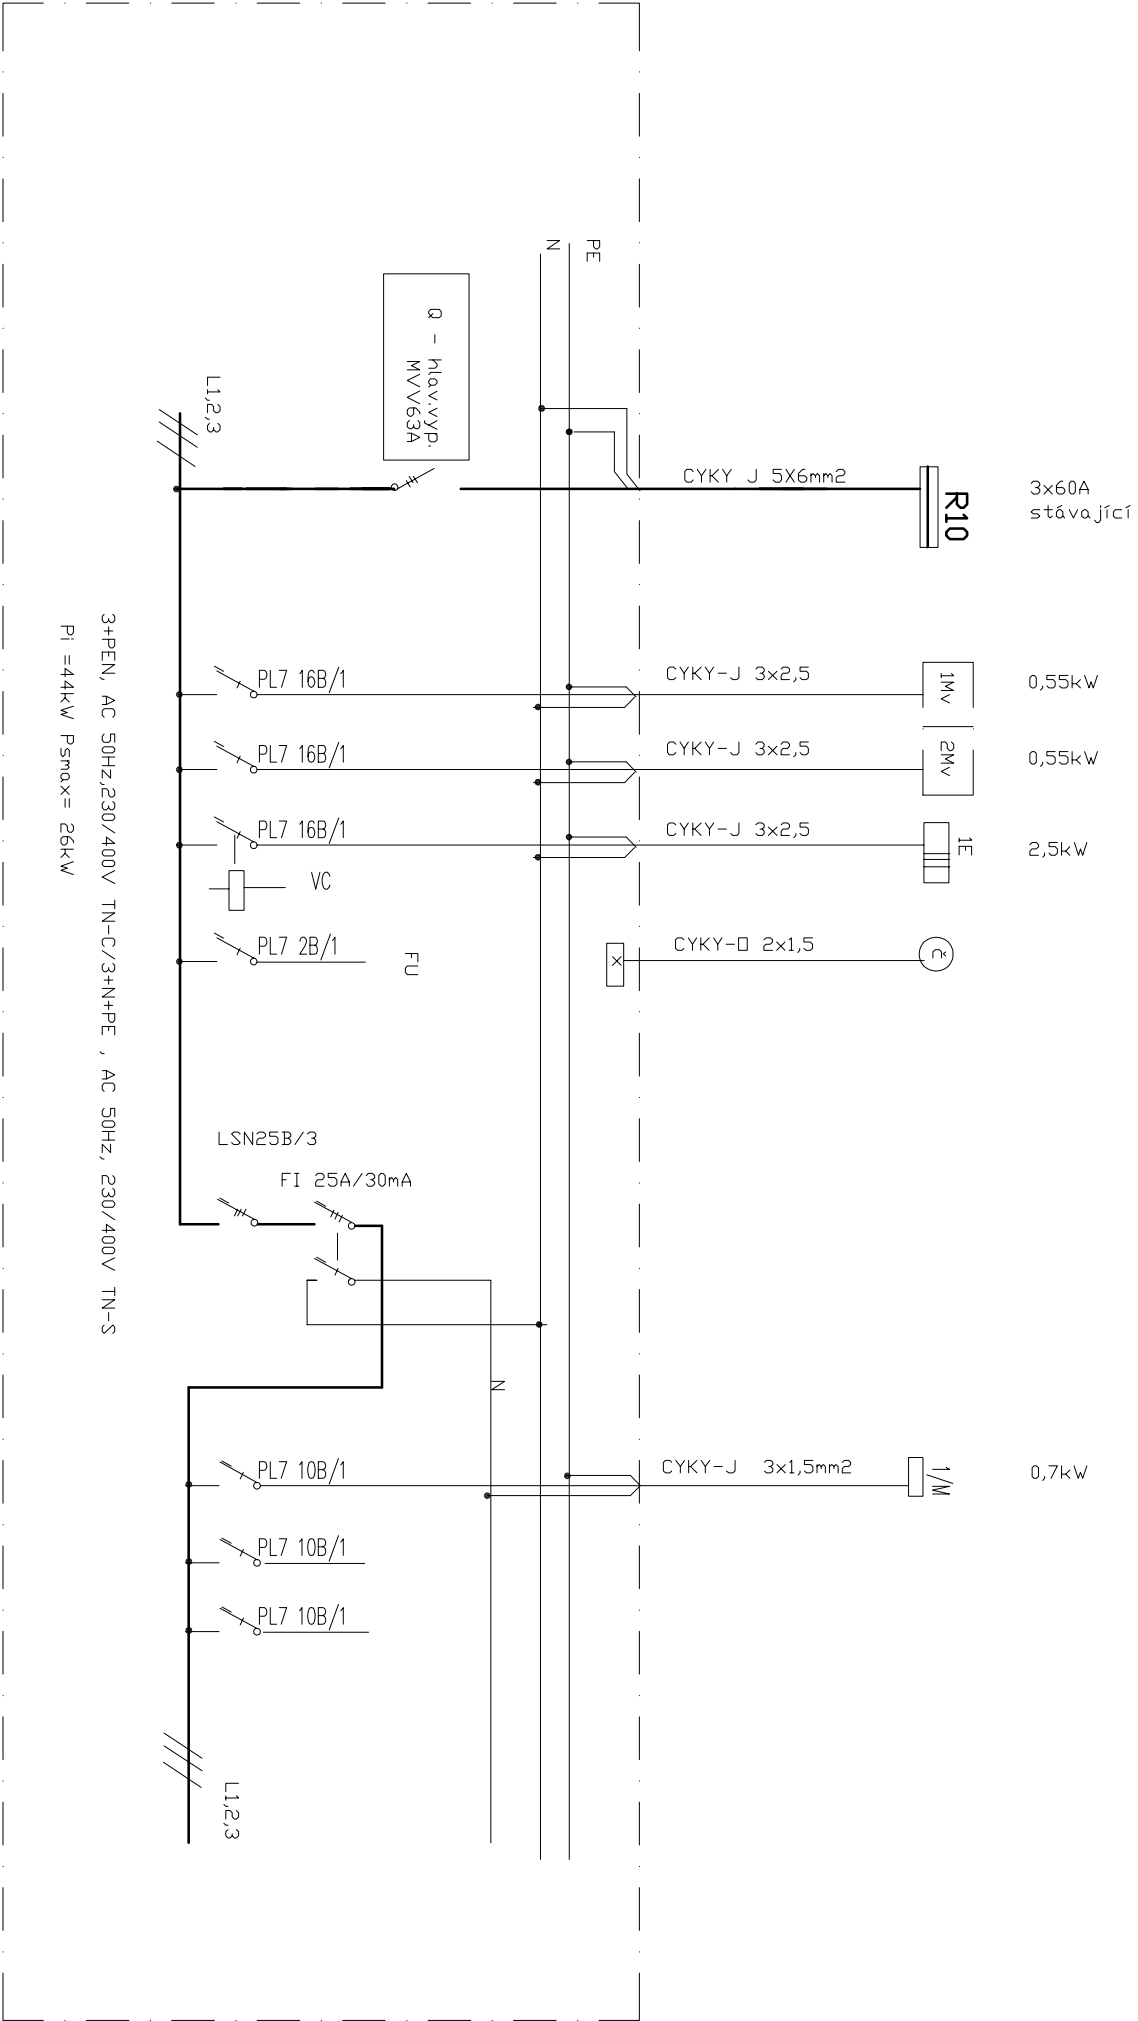 PE
N
Q - hlav.vyp.
MVV63A
L1,2,3
CYKY J 5X6mm2
R10
3x60A
stávající
PL7 16B/1
CYKY-J 3x2,5
1Mv
0,55kW
PL7 16B/1
CYKY-J 3x2,5
2Mv
0,55kW
PL7 16B/1
CYKY-J 3x2,5
1E
2,5kW
VC
PL7 2B/1
FU
X
CYKY-O 2x1,5
Č
3+PEN, AC 50Hz,230/400V TN-C/3+N+PE , AC 50Hz, 230/400V TN-S
Pi =44kW Psmax= 26kW
LSN25B/3
FI 25A/30mA
N
PL7 10B/1
CYKY-J 3x1,5mm2
1/M
0,7kW
PL7 10B/1
PL7 10B/1
L1,2,3